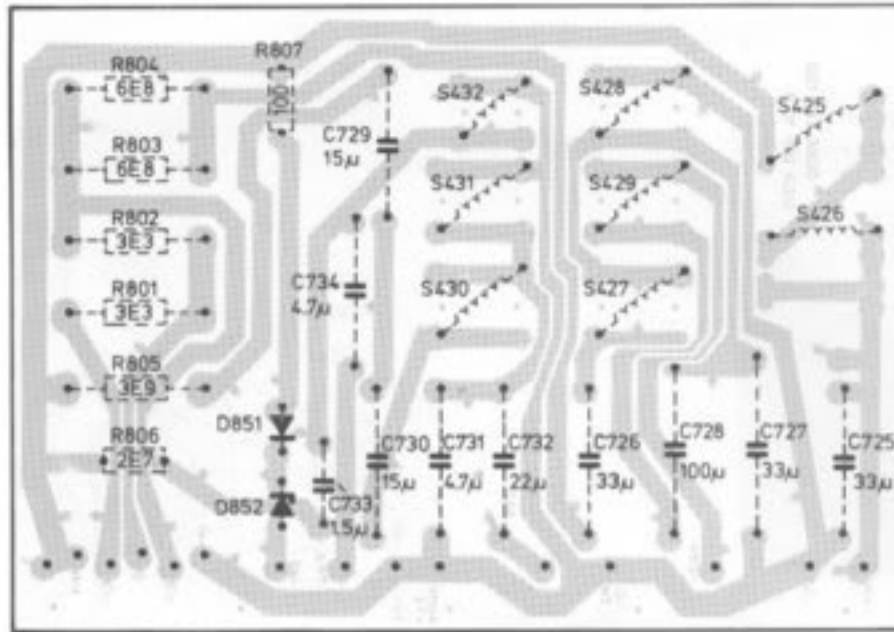 R804
6E8
R803
6E8
R802
3E3
R801
3E3
R805
3E9
R806
2E7
R807
100
C729
15μ
C734
4.7μ
D851
D852
C733
1.5μ
C730
15μ
C731
4.7μ
C732
22μ
C726
33μ
C728
100μ
C727
33μ
C725
33μ
S432
S428
S425
S431
S429
S426
S430
S427